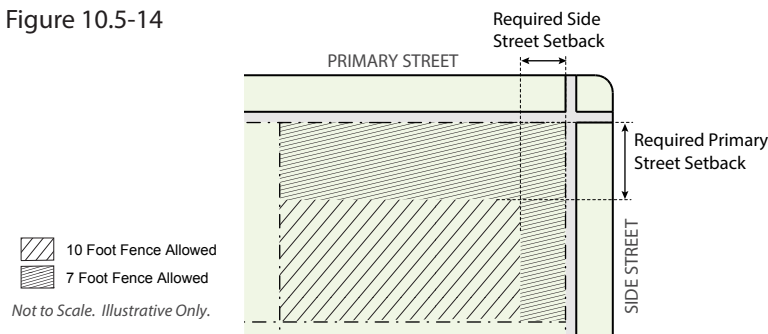 Figure 10.5-14
Required Side
Street Setback
PRIMARY STREET
Required Primary
Street Setback
SIDE STREET
10 Foot Fence Allowed
7 Foot Fence Allowed
Not to Scale. Illustrative Only.